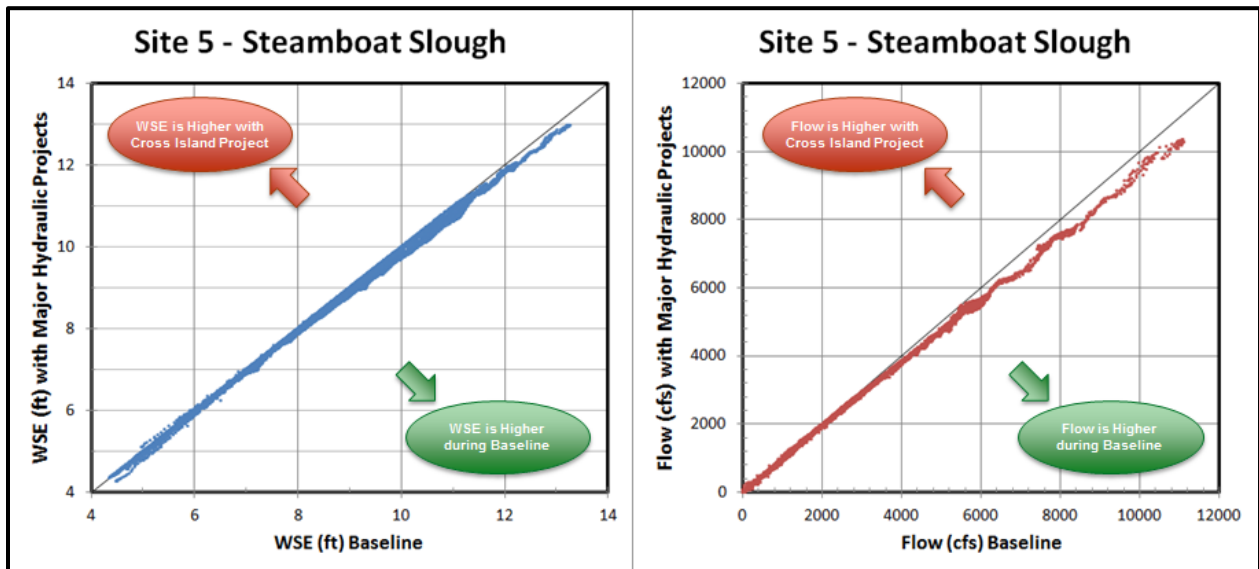 Site 5 - Steamboat Slough
14
12
10
8
6
4
4
6
8
10
12
14
WSE (ft) with Major Hydraulic Projects
WSE (ft) Baseline
WSE is Higher with
Cross Island Project
WSE is Higher
during Baseline
Site 5 - Steamboat Slough
12000
10000
8000
6000
4000
2000
0
0
2000
4000
6000
8000
10000
12000
Flow (cfs) with Major Hydraulic Projects
Flow (cfs) Baseline
Flow is Higher with
Cross Island Project
Flow is Higher
during Baseline